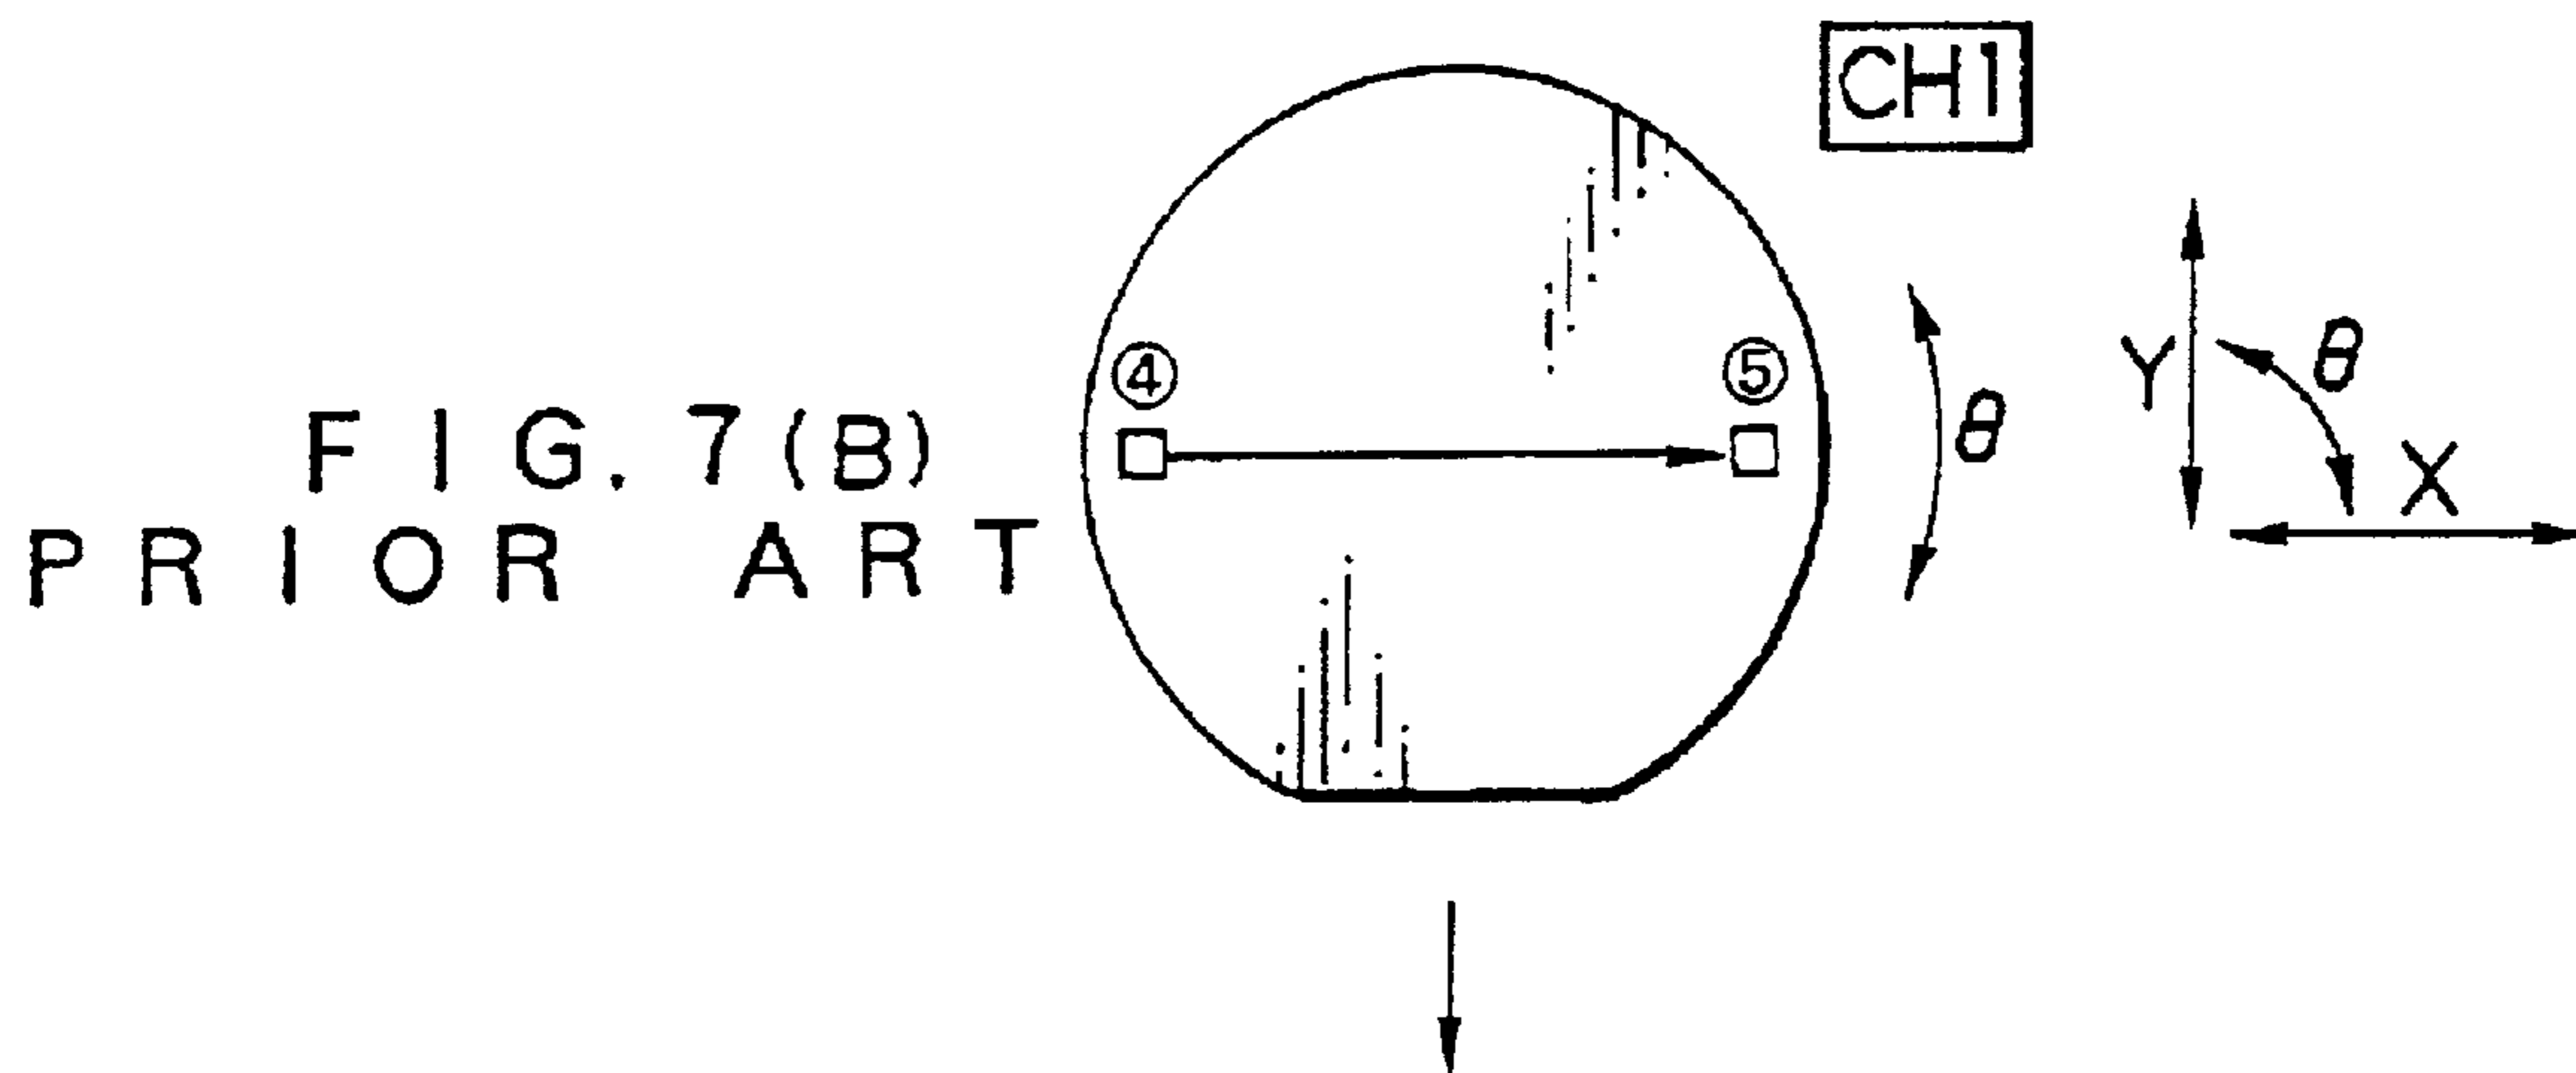 CH1
④ ⑤
θ
Y θ X
FIG. 7(B)
PRIOR ART